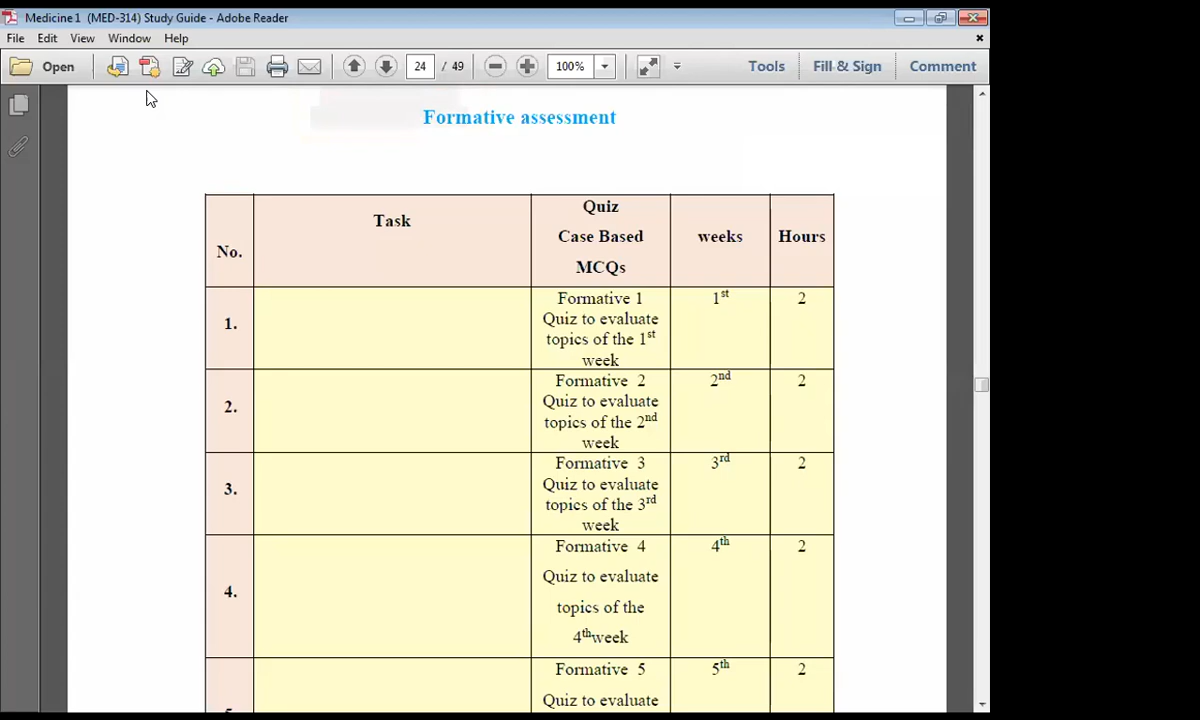 Medicine 1 (MED-314) Study Guide - Adobe Reader
File Edit View Window Help
Open 24 / 49 100% Tools Fill & Sign Comment
Formative assessment
No. Task Quiz Case Based MCQs weeks Hours
1. Formative 1 1st 2
Quiz to evaluate
topics of the 1st
week
2. Formative 2 2nd 2
Quiz to evaluate
topics of the 2nd
week
3. Formative 3 3rd 2
Quiz to evaluate
topics of the 3rd
week
4. Formative 4 4th 2
Quiz to evaluate
topics of the
4thweek
5. Formative 5 5th 2
Quiz to evaluate